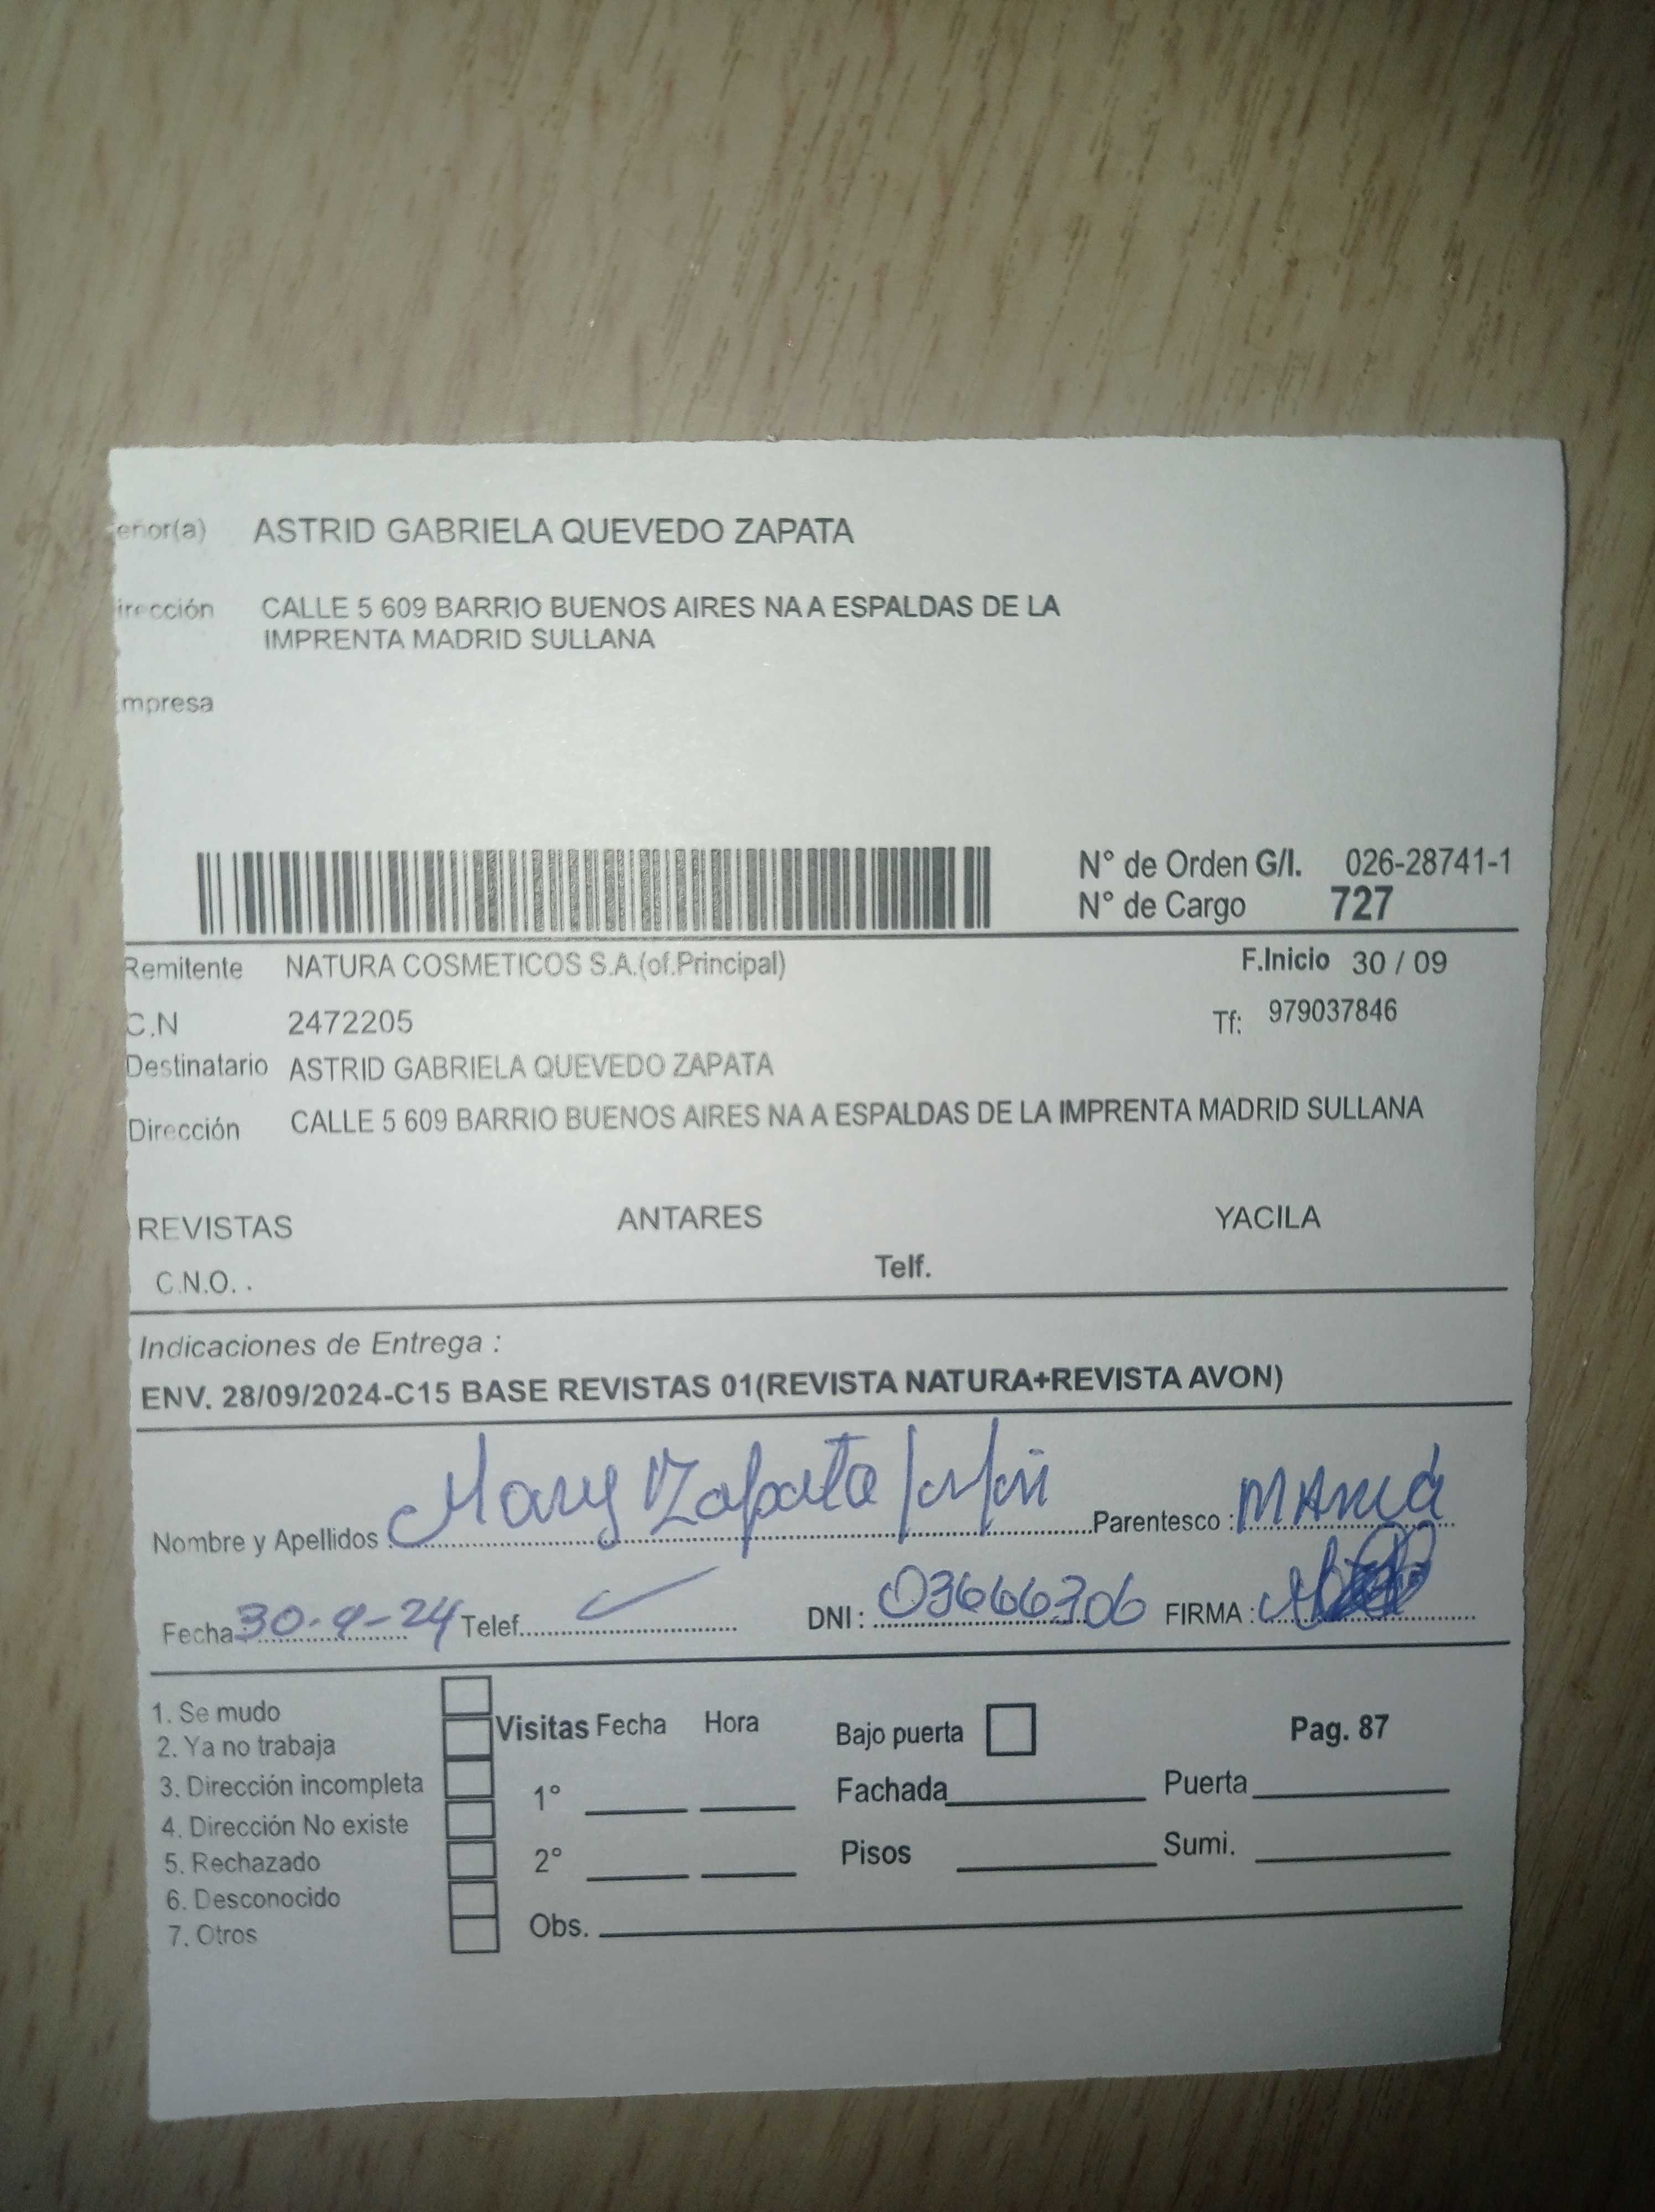 eñor(a) ASTRID GABRIELA QUEVEDO ZAPATA
irección CALLE 5 609 BARRIO BUENOS AIRES NA A ESPALDAS DE LA
IMPRENTA MADRID SULLANA
mpresa
N° de Orden G/I. 026-28741-1
N° de Cargo 727
Remitente NATURA COSMETICOS S.A.(of.Principal) F.Inicio 30 / 09
C.N 2472205 Tf: 979037846
Destinatario ASTRID GABRIELA QUEVEDO ZAPATA
Dirección CALLE 5 609 BARRIO BUENOS AIRES NA A ESPALDAS DE LA IMPRENTA MADRID SULLANA
REVISTAS ANTARES YACILA
C.N.O. . Telf.
Indicaciones de Entrega :
ENV. 28/09/2024-C15 BASE REVISTAS 01(REVISTA NATURA+REVISTA AVON)
Nombre y Apellidos : Mary Zapata Parentesco :
Fecha 30-9-24 Telef. DNI : 03666306 FIRMA :
1. Se mudo
2. Ya no trabaja
3. Dirección incompleta
4. Dirección No existe
5. Rechazado
6. Desconocido
7. Otros
Visitas Fecha Hora Bajo puerta Pag. 87
1° Fachada Puerta
2° Pisos Sumi.
Obs.